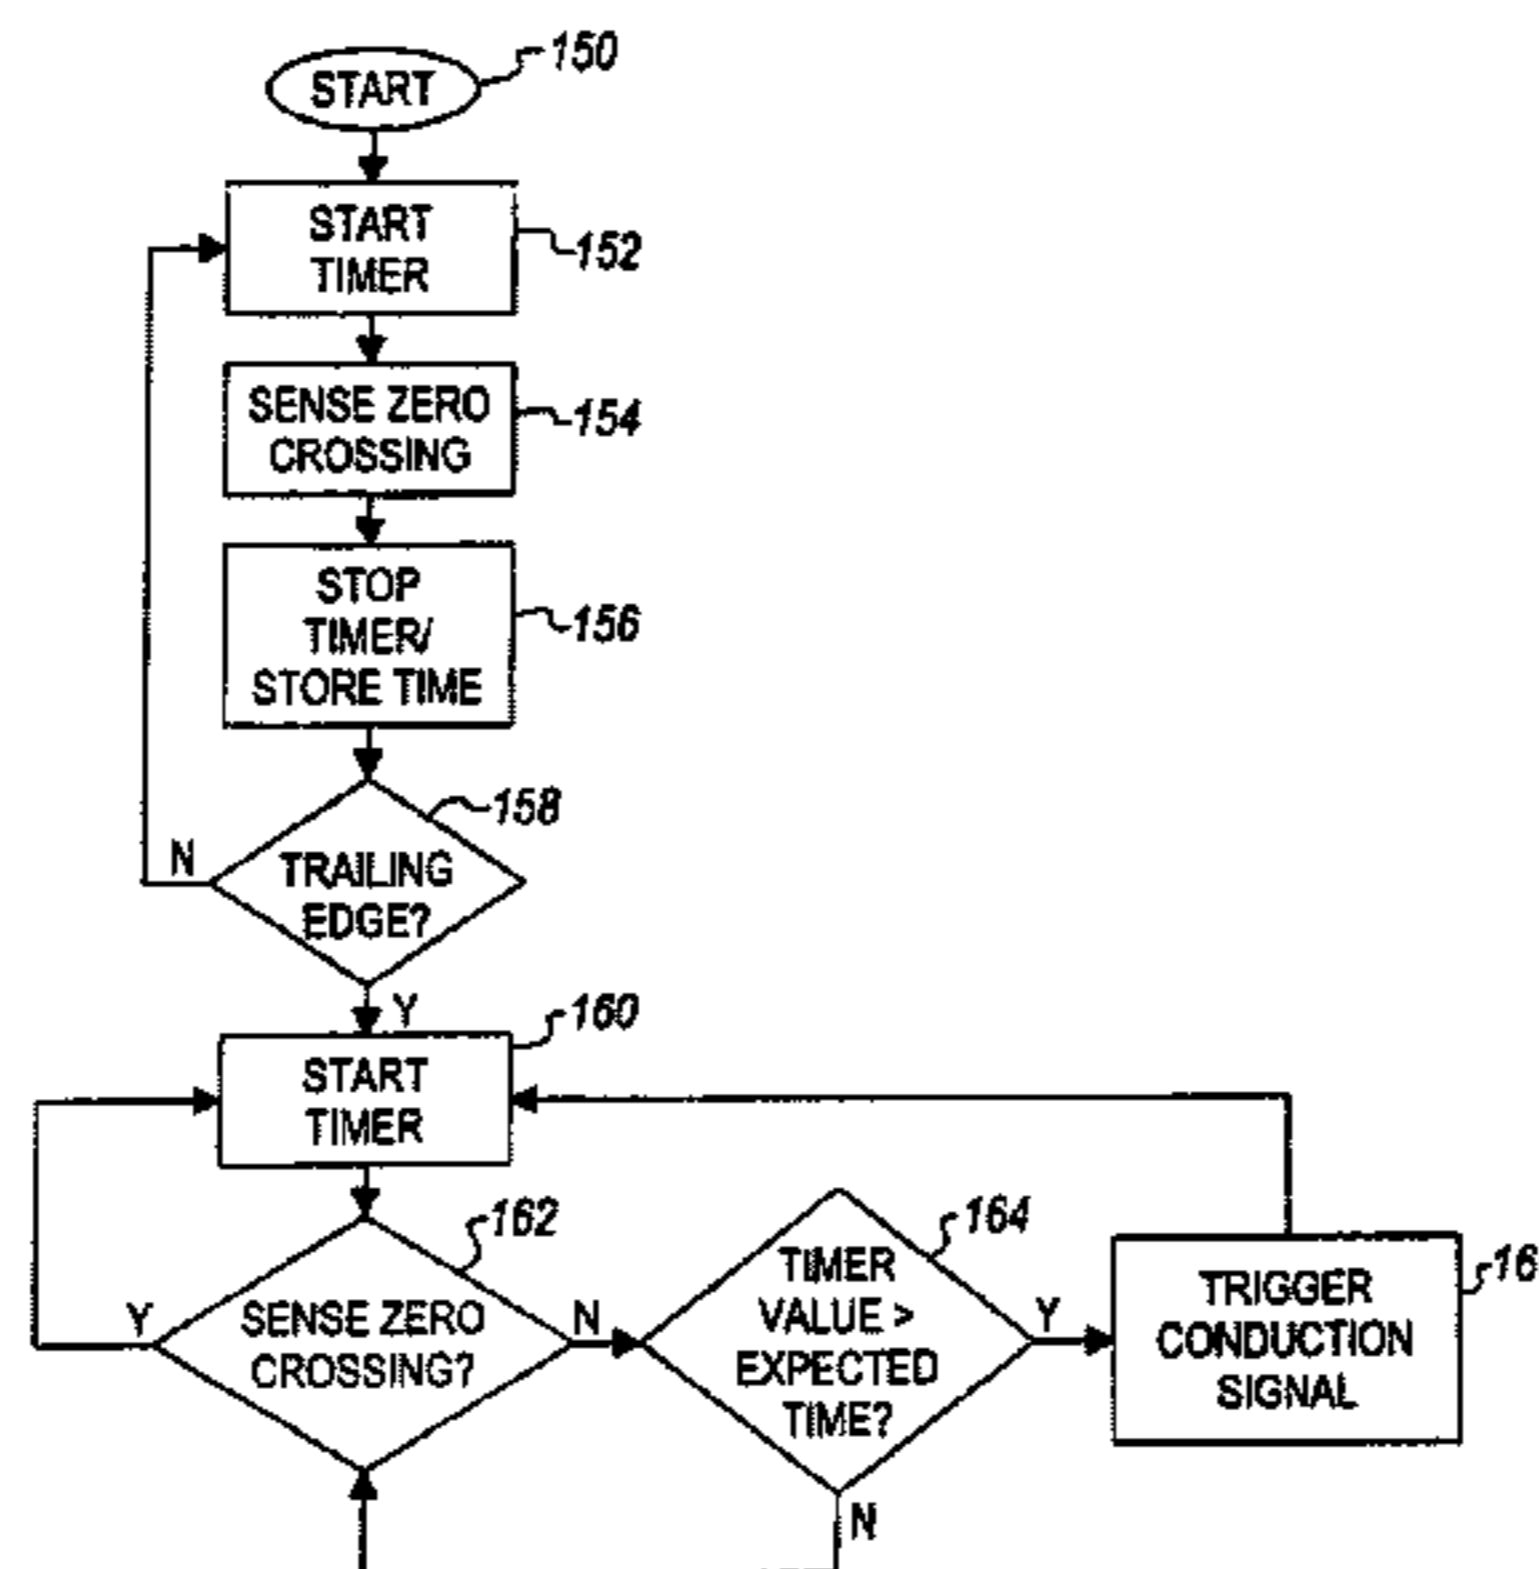 START
150
START
TIMER
152
SENSE ZERO
CROSSING
154
STOP
TIMER/
STORE TIME
156
158
N
TRAILING
EDGE?
Y
160
START
TIMER
162
Y
SENSE ZERO
CROSSING?
N
164
TIMER
VALUE >
EXPECTED
TIME?
Y
N
16
TRIGGER
CONDUCTION
SIGNAL